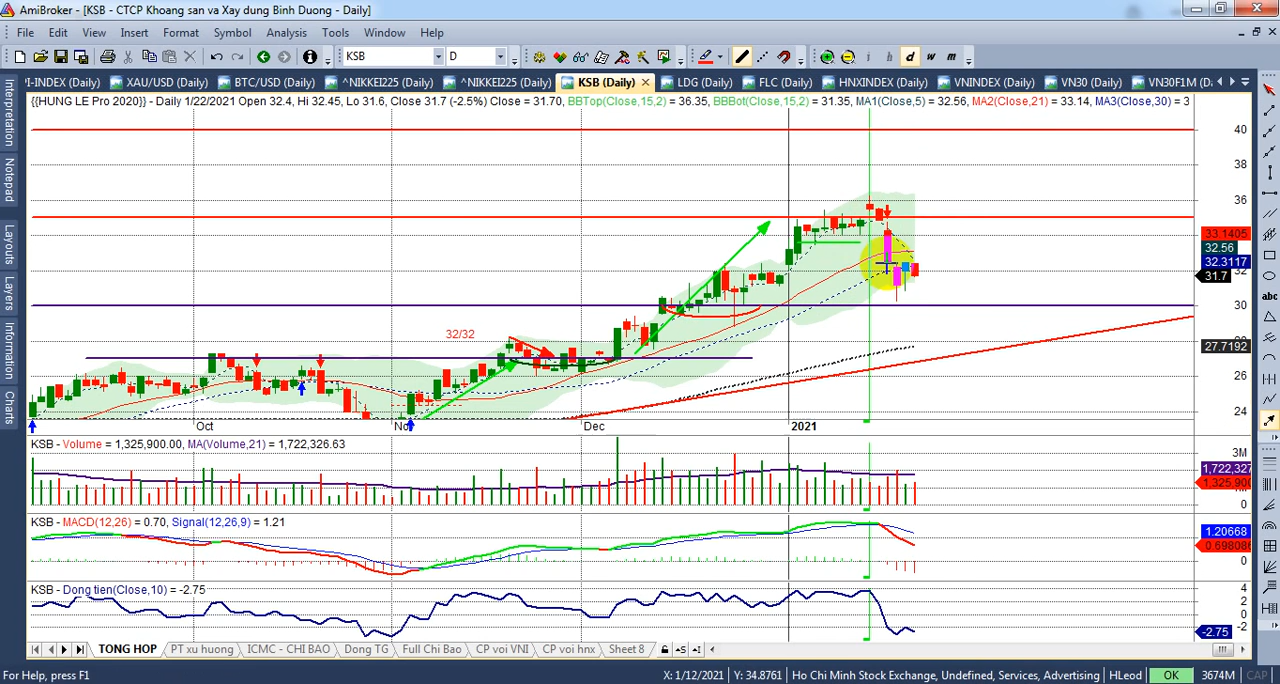 AmiBroker - [KSB - CTCP Khoang san va Xay dung Binh Duong - Daily]
File Edit View Insert Format Symbol Analysis Tools Window Help
KSB D i h d w m
'I-INDEX (Daily) XAU/USD (Daily) BTC/USD (Daily) ^NIKKEI225 (Daily) ^NIKKEI225 (Daily) KSB (Daily) LDG (Daily) FLC (Daily) HNXINDEX (Daily) VNINDEX (Daily) VN30 (Daily) VN30F1M (D
{{HUNG LE Pro 2020}} - Daily 1/22/2021 Open 32.4, Hi 32.45, Lo 31.6, Close 31.7 (-2.5%) Close = 31.70, BBTop(Close,15,2) = 36.35, BBBot(Close,15,2) = 31.35, MA1(Close,5) = 32.56, MA2(Close,21) = 33.14, MA3(Close,30) = 3
Interpretation
Notepad
Layouts
Layers
Information
Charts
abc
40
38
36
33.1405
32.56
32.3117
32
31.7
30
28
27.7192
26
24
32/32
Oct Nov Dec 2021
KSB - Volume = 1,325,900.00, MA(Volume,21) = 1,722,326.63
3M
1,722,327
1,325,900
0
KSB - MACD(12,26) = 0.70, Signal(12,26,9) = 1.21
1.20668
0.698086
0
KSB - Dong tien(Close,10) = -2.75
4
2
0
-2
-2.75
TONG HOP PT xu huong ICMC - CHI BAO Dong TG Full Chi Bao CP voi VNI CP voi hnx Sheet 8
For Help, press F1 X: 1/12/2021 Y: 34.8761 Ho Chi Minh Stock Exchange, Undefined, Services, Advertising HLeod OK 3674M CAP